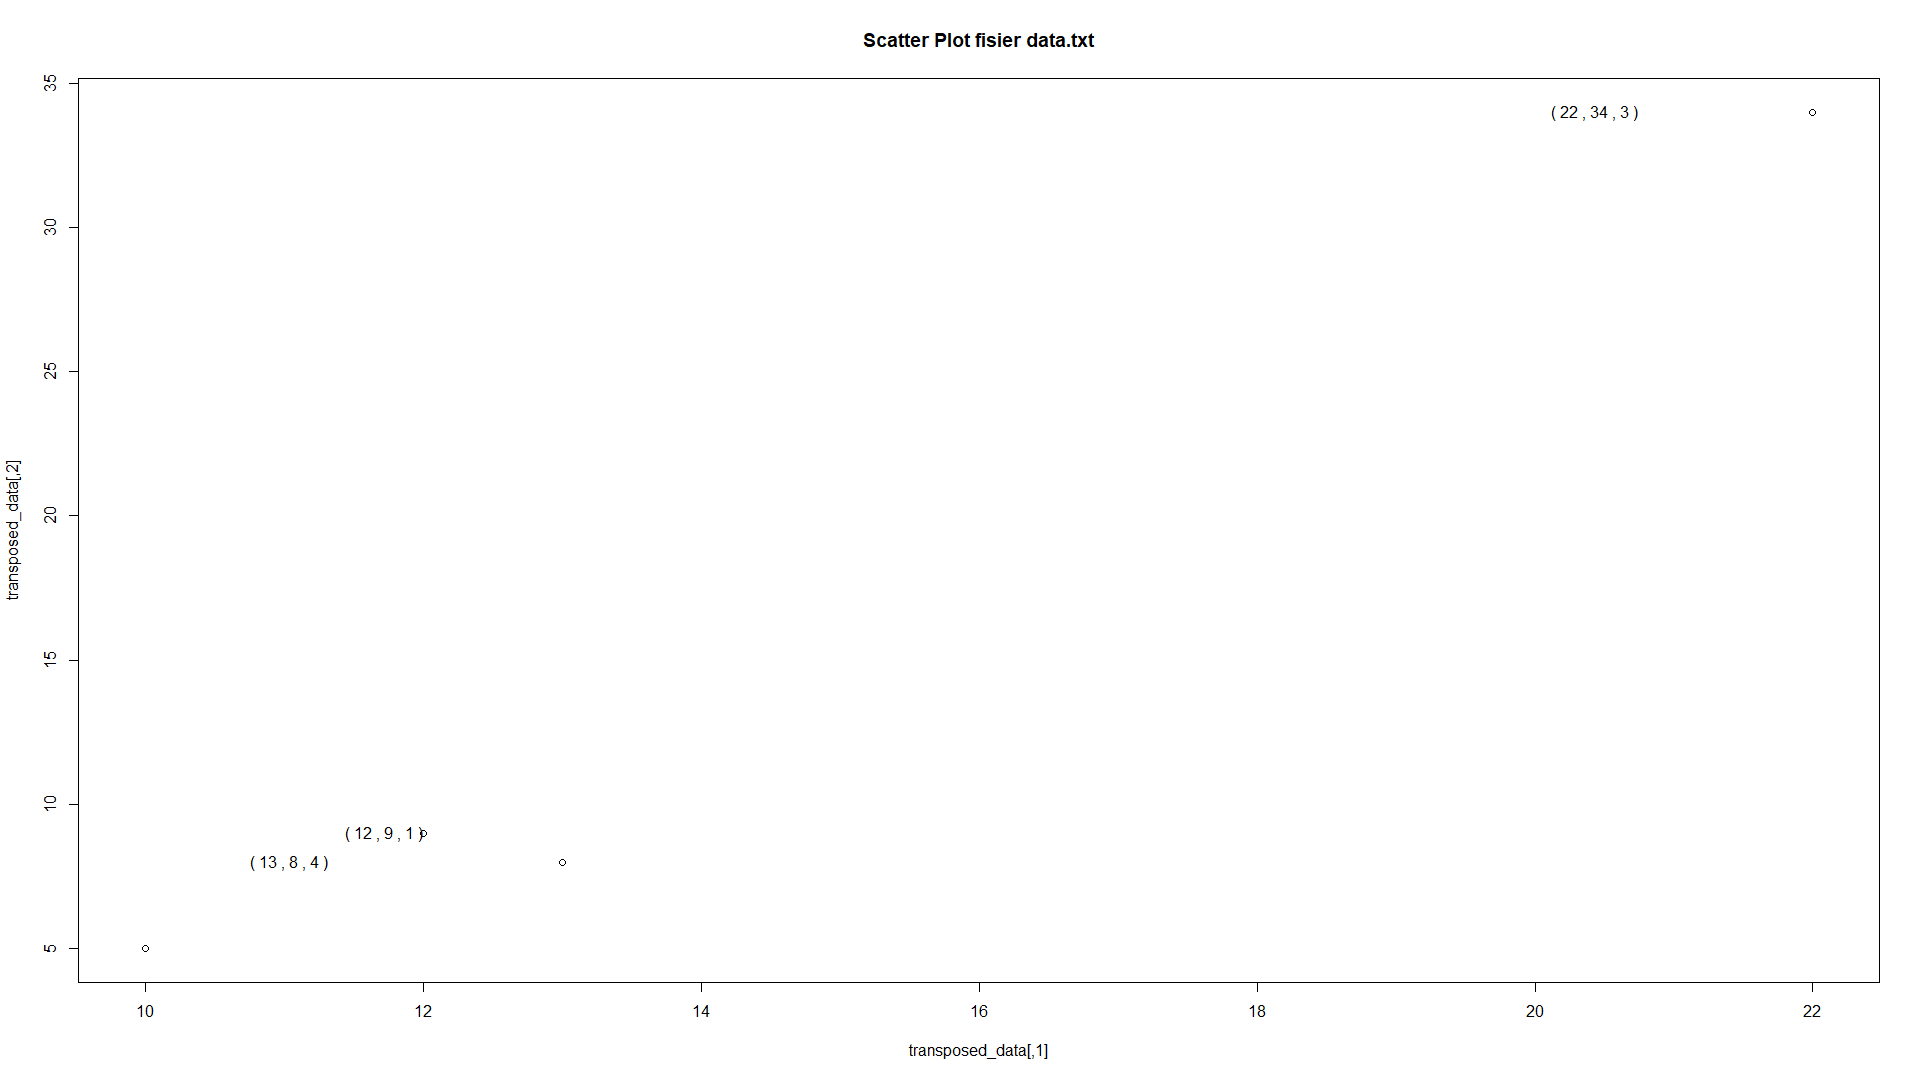 Scatter Plot fisier data.txt
transposed_data[,2]
35
30
25
20
15
10
5
( 22 , 34 , 3 )
( 12 , 9 , 1 )
( 13 , 8 , 4 )
10 12 14 16 18 20 22
transposed_data[,1]